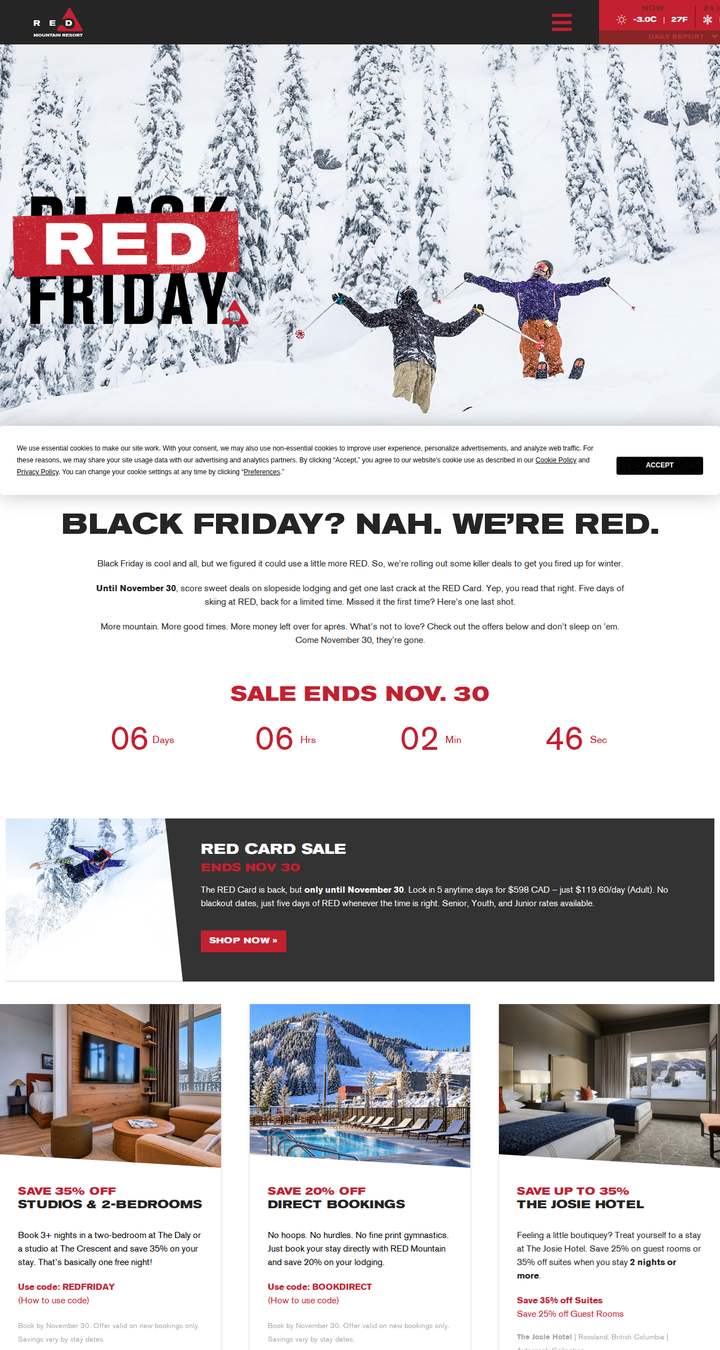 RED
MOUNTAIN RESORT
NOW
-3.0C | 27F
DAILY REPORT
BLACK
RED
FRIDAY
We use essential cookies to make our site work. With your consent, we may also use non-essential cookies to improve user experience, personalize advertisements, and analyze web traffic. For
these reasons, we may share your site usage data with our advertising and analytics partners. By clicking “Accept,” you agree to our website's cookie use as described in our Cookie Policy and
Privacy Policy. You can change your cookie settings at any time by clicking “Preferences.”
ACCEPT
BLACK FRIDAY? NAH. WE’RE RED.
Black Friday is cool and all, but we figured it could use a little more RED. So, we’re rolling out some killer deals to get you fired up for winter.
Until November 30, score sweet deals on slopeside lodging and get one last crack at the RED Card. Yep, you read that right. Five days of
skiing at RED, back for a limited time. Missed it the first time? Here’s one last shot.
More mountain. More good times. More money left over for après. What’s not to love? Check out the offers below and don’t sleep on ’em.
Come November 30, they’re gone.
SALE ENDS NOV. 30
06 Days 06 Hrs 02 Min 46 Sec
RED CARD SALE
ENDS NOV 30
The RED Card is back, but only until November 30. Lock in 5 anytime days for $598 CAD – just $119.60/day (Adult). No
blackout dates, just five days of RED whenever the time is right. Senior, Youth, and Junior rates available.
SHOP NOW »
SAVE 35% OFF
STUDIOS & 2-BEDROOMS
Book 3+ nights in a two-bedroom at The Daly or
a studio at The Crescent and save 35% on your
stay. That’s basically one free night!
Use code: REDFRIDAY
(How to use code)
Book by November 30. Offer valid on new bookings only.
Savings vary by stay dates.
SAVE 20% OFF
DIRECT BOOKINGS
No hoops. No hurdles. No fine print gymnastics.
Just book your stay directly with RED Mountain
and save 20% on your lodging.
Use code: BOOKDIRECT
(How to use code)
Book by November 30. Offer valid on new bookings only.
Savings vary by stay dates.
SAVE UP TO 35%
THE JOSIE HOTEL
Feeling a little boutiquey? Treat yourself to a stay
at The Josie Hotel. Save 25% on guest rooms or
35% off suites when you stay 2 nights or
more.
Save 35% off Suites
Save 25% off Guest Rooms
The Josie Hotel | Rossland, British Columbia |